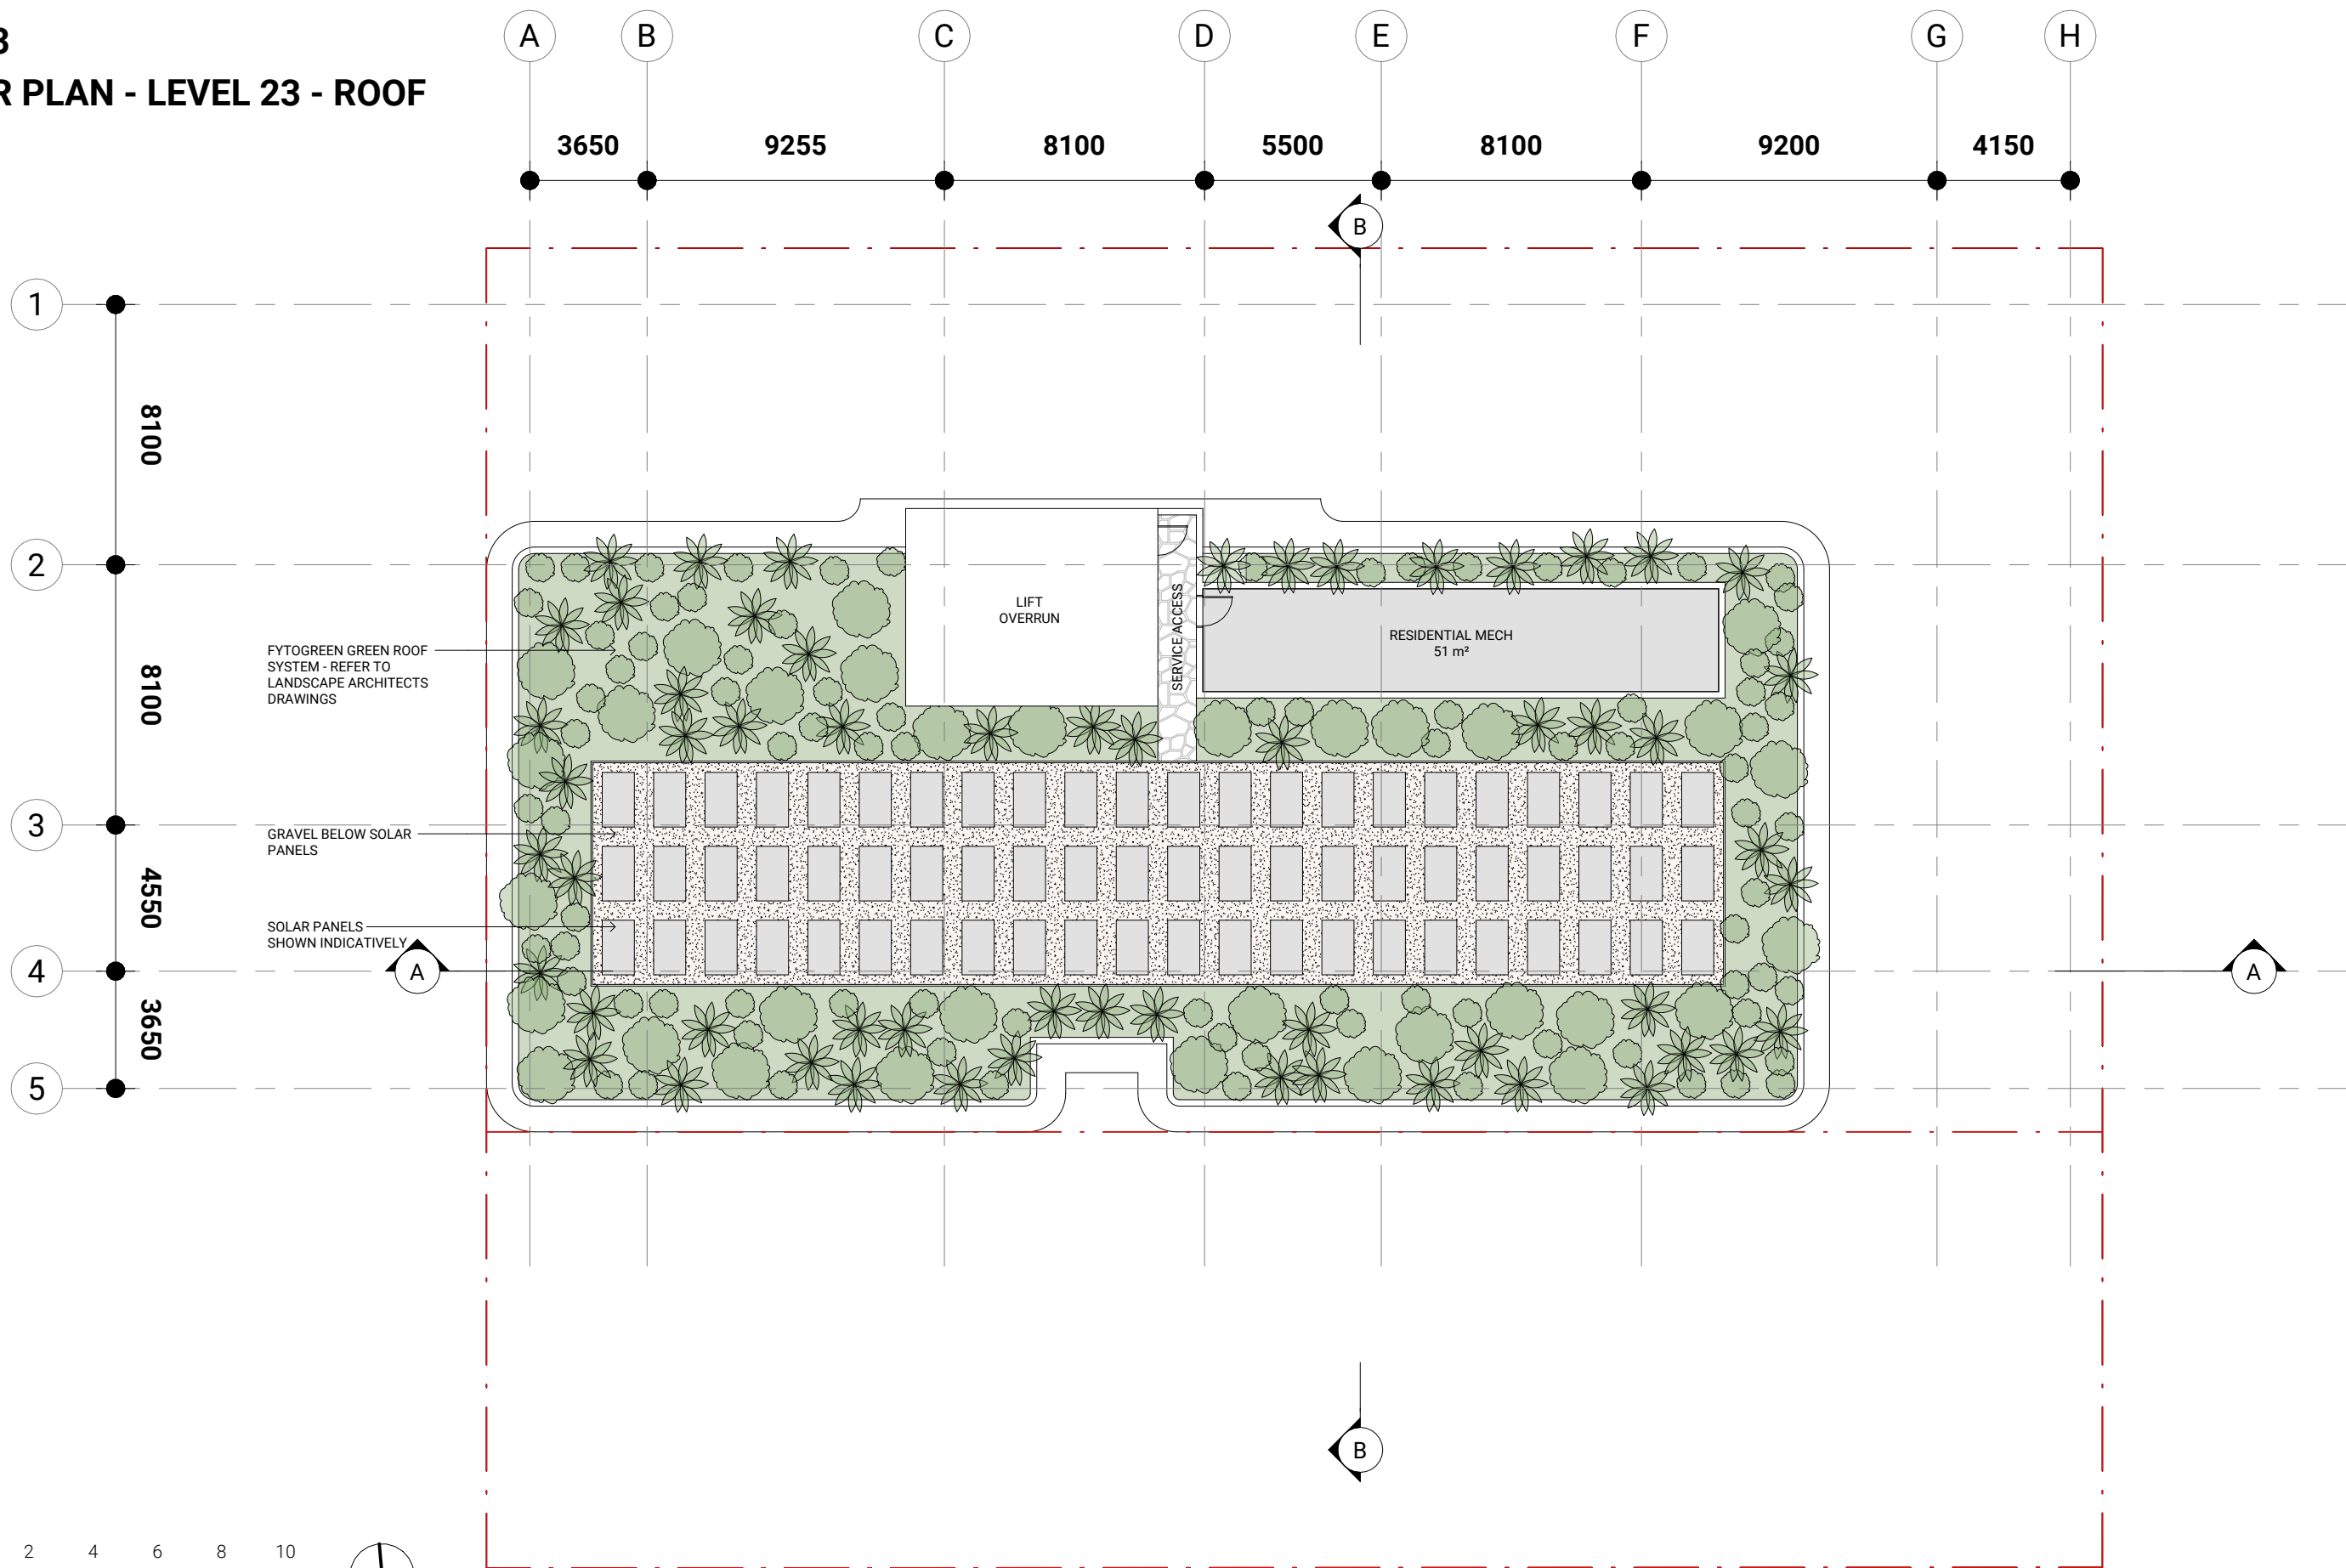 A B C D E F G H
3
R PLAN - LEVEL 23 - ROOF
3650 9255 8100 5500 8100 9200 4150
B
1
8100
2
LIFT
OVERRUN
SERVICE ACCESS
RESIDENTIAL MECH
51 m²
FYTOGREEN GREEN ROOF
SYSTEM - REFER TO
LANDSCAPE ARCHITECTS
DRAWINGS
8100
3
GRAVEL BELOW SOLAR
PANELS
4550
SOLAR PANELS
SHOWN INDICATIVELY
4
A
A
3650
5
B
2 4 6 8 10